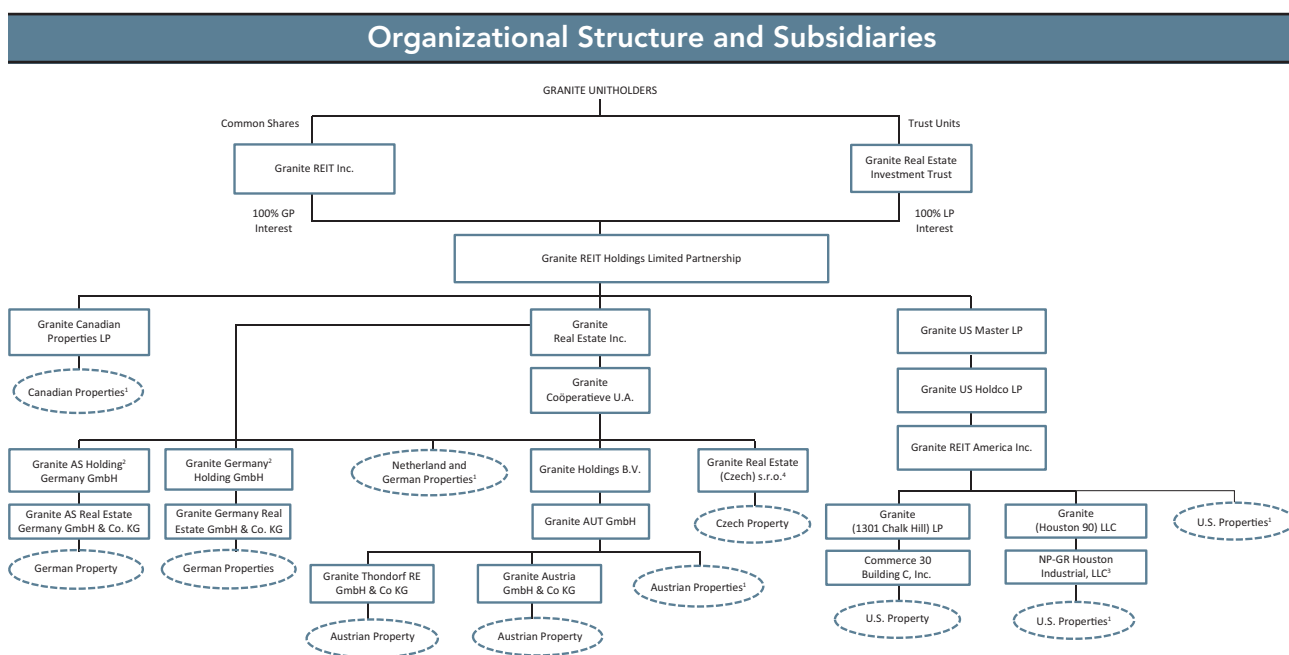 Organizational Structure and Subsidiaries
GRANITE UNITHOLDERS
Common Shares
Trust Units
Granite REIT Inc.
Granite Real Estate
Investment Trust
100% GP
Interest
100% LP
Interest
Granite REIT Holdings Limited Partnership
Granite Canadian
Properties LP
Granite
Real Estate Inc.
Granite US Master LP
Canadian Properties¹
Granite
Coöperatieve U.A.
Granite US Holdco LP
Granite REIT America Inc.
Granite AS Holding²
Germany GmbH
Granite Germany²
Holding GmbH
Netherland and
German Properties¹
Granite Holdings B.V.
Granite Real Estate
(Czech) s.r.o.⁴
Granite AS Real Estate
Germany GmbH & Co. KG
Granite Germany Real
Estate GmbH & Co. KG
Granite AUT GmbH
Czech Property
Granite
(1301 Chalk Hill) LP
Granite
(Houston 90) LLC
U.S. Properties¹
German Property
German Properties
Granite Thondorf RE
GmbH & Co KG
Granite Austria
GmbH & Co KG
Austrian Properties¹
Commerce 30
Building C, Inc.
NP-GR Houston
Industrial, LLC³
Austrian Property
Austrian Property
U.S. Property
U.S. Properties¹